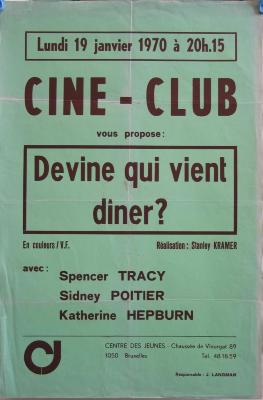 Lundi 19 janvier 1970 à 20h.15
CINE - CLUB
vous propose:
Devine qui vient
dîner?
En couleurs / V.F.
Réalisation: Stanley KRAMER
avec:
Spencer TRACY
Sidney POITIER
Katherine HEPBURN
CENTRE DES JEUNES - Chaussée de Vleurgat 89
1050 Bruxelles
Tél. 48.18.59
Responsable - J. LANDMAN